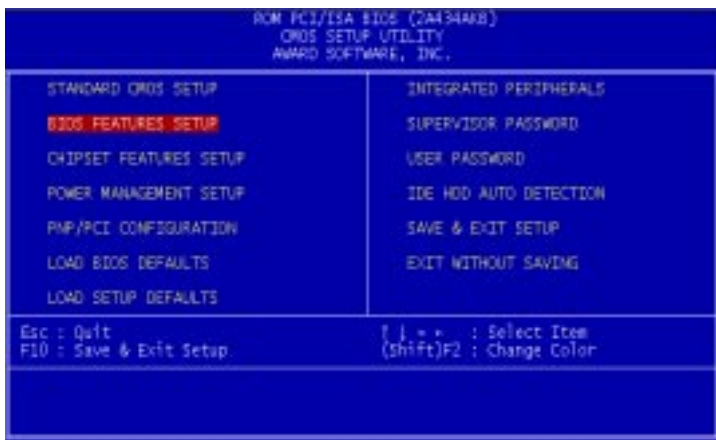 ROM PCI/ISA BIOS (2A434AKB)
CMOS SETUP UTILITY
AWARD SOFTWARE, INC.
STANDARD CMOS SETUP
BIOS FEATURES SETUP
CHIPSET FEATURES SETUP
POWER MANAGEMENT SETUP
PNP/PCI CONFIGURATION
LOAD BIOS DEFAULTS
LOAD SETUP DEFAULTS
INTEGRATED PERIPHERALS
SUPERVISOR PASSWORD
USER PASSWORD
IDE HDD AUTO DETECTION
SAVE & EXIT SETUP
EXIT WITHOUT SAVING
Esc : Quit
F10 : Save & Exit Setup
↑ ↓ → ← : Select Item
(Shift)F2 : Change Color